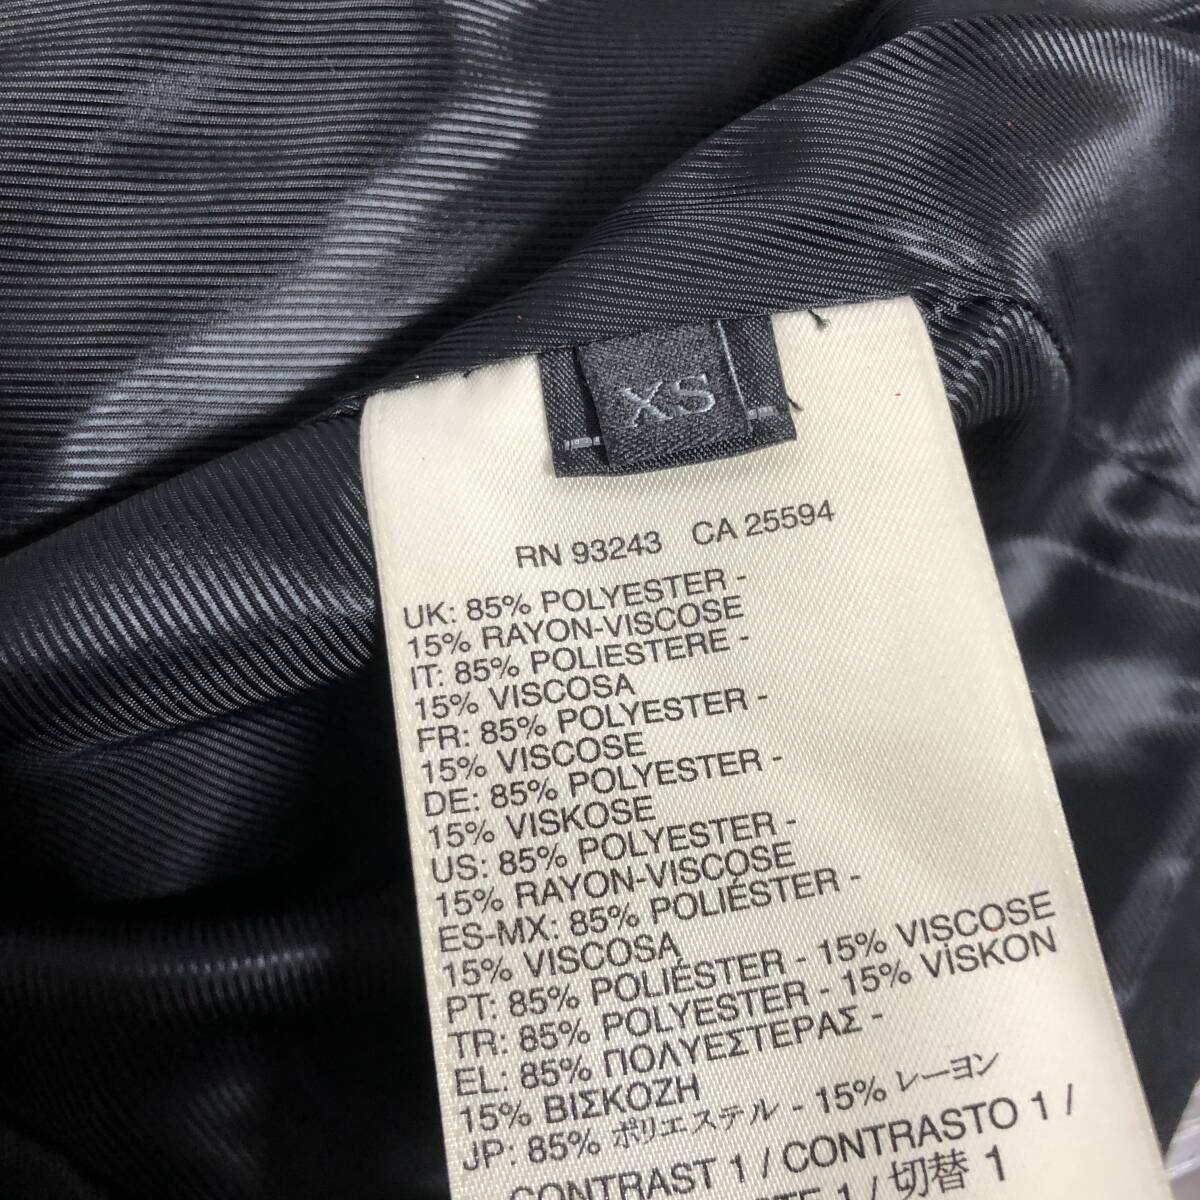 XS
RN 93243 CA 25594
UK: 85% POLYESTER -
15% RAYON-VISCOSE
IT: 85% POLIESTERE -
15% VISCOSA
FR: 85% POLYESTER -
15% VISCOSE
DE: 85% POLYESTER -
15% VISKOSE
US: 85% POLYESTER -
15% RAYON-VISCOSE
ES-MX: 85% POLIÉSTER -
15% VISCOSA
PT: 85% POLIÉSTER - 15% VISCOSE
TR: 85% POLYESTER - 15% VİSKON
EL: 85% ΠΟΛΥΕΣΤΕΡΑΣ -
15% ΒΙΣΚΟΖΗ
JP: 85% ポリエステル - 15% レーヨン
CONTRAST 1 / CONTRASTO 1 /
1 / 切替 1